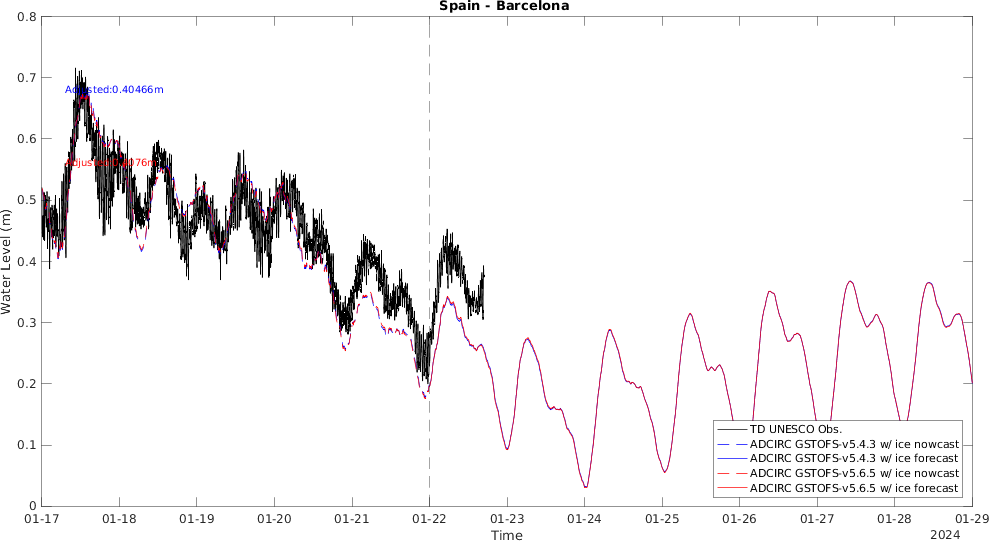 Spain - Barcelona
0.8
0.7
0.6
0.5
0.4
0.3
0.2
0.1
0
Water Level (m)
Adjusted:0.40466m
01-17
01-18
01-19
01-20
01-21
01-22
01-23
01-24
01-25
01-26
01-27
01-28
01-29
Time
2024
TD UNESCO Obs.
ADCIRC GSTOFS-v5.4.3 w/ ice nowcast
ADCIRC GSTOFS-v5.4.3 w/ ice forecast
ADCIRC GSTOFS-v5.6.5 w/ ice nowcast
ADCIRC GSTOFS-v5.6.5 w/ ice forecast